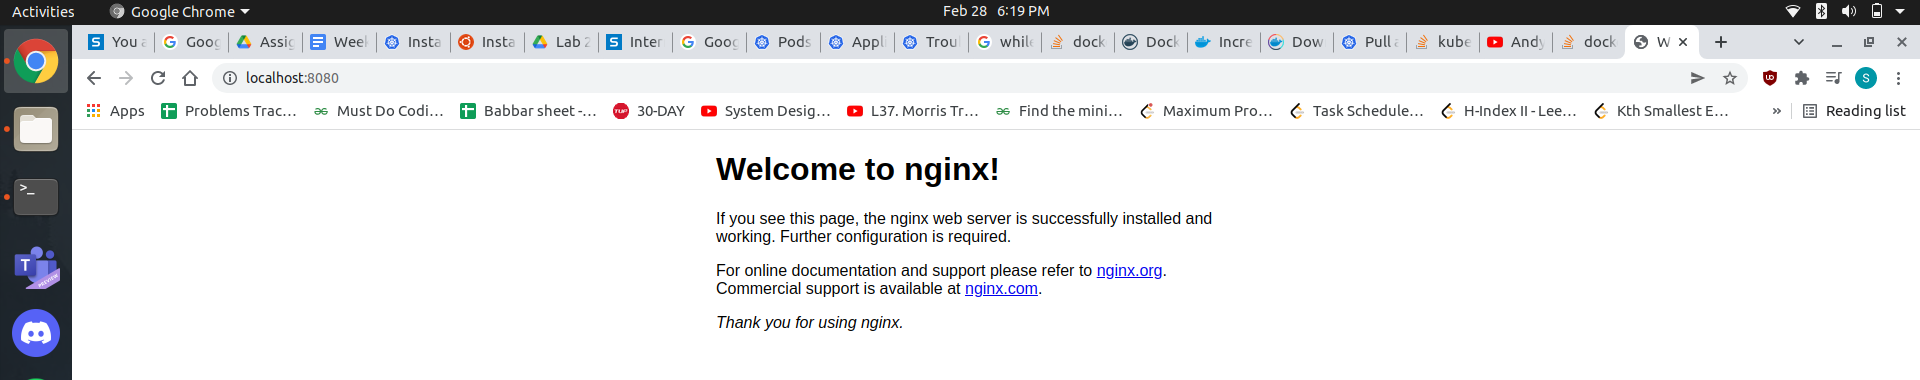 Activities Google Chrome Feb 28 6:19 PM
You a Goog Assig Week Insta Insta Lab 2 Inter Goog Pods Appli Troul while dock Dock Incre Dow Pull a kube Andy dock W
localhost:8080 S
Apps Problems Trac... Must Do Codi... Babbar sheet -... 30-DAY System Desig... L37. Morris Tr... Find the mini... Maximum Pro... Task Schedule... H-Index II - Lee... Kth Smallest E... » Reading list
Welcome to nginx!
If you see this page, the nginx web server is successfully installed and
working. Further configuration is required.
For online documentation and support please refer to nginx.org.
Commercial support is available at nginx.com.
Thank you for using nginx.